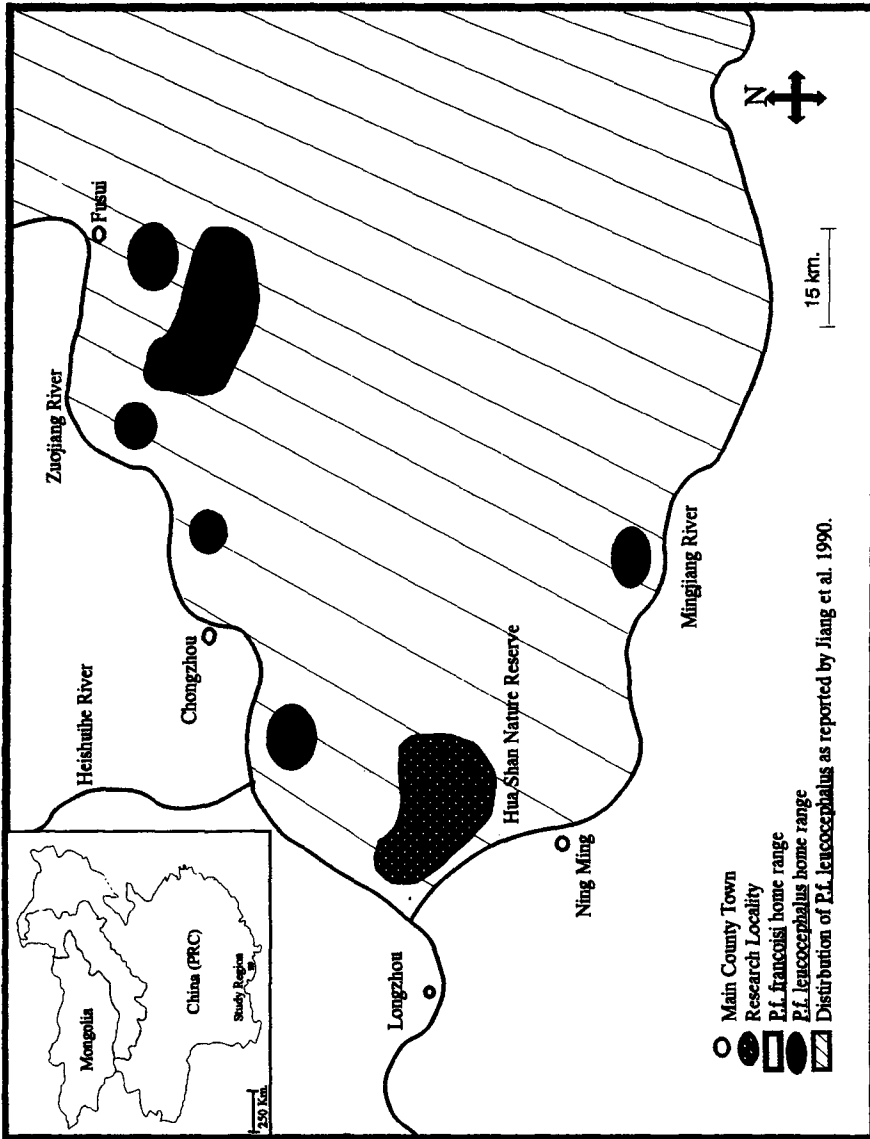 Mongolia
China (PRC)
Study Region
250 Km.
Heishuihe River
Zuojiang River
Fusui
Chongzhou
Longzhou
Hua Shan Nature Reserve
Ning Ming
Mingjiang River
N
15 km.
Main County Town
Research Locality
P.f. francoisi home range
P.f. leucocephalus home range
Distirbution of P.f. leucocephalus as reported by Jiang et al. 1990.